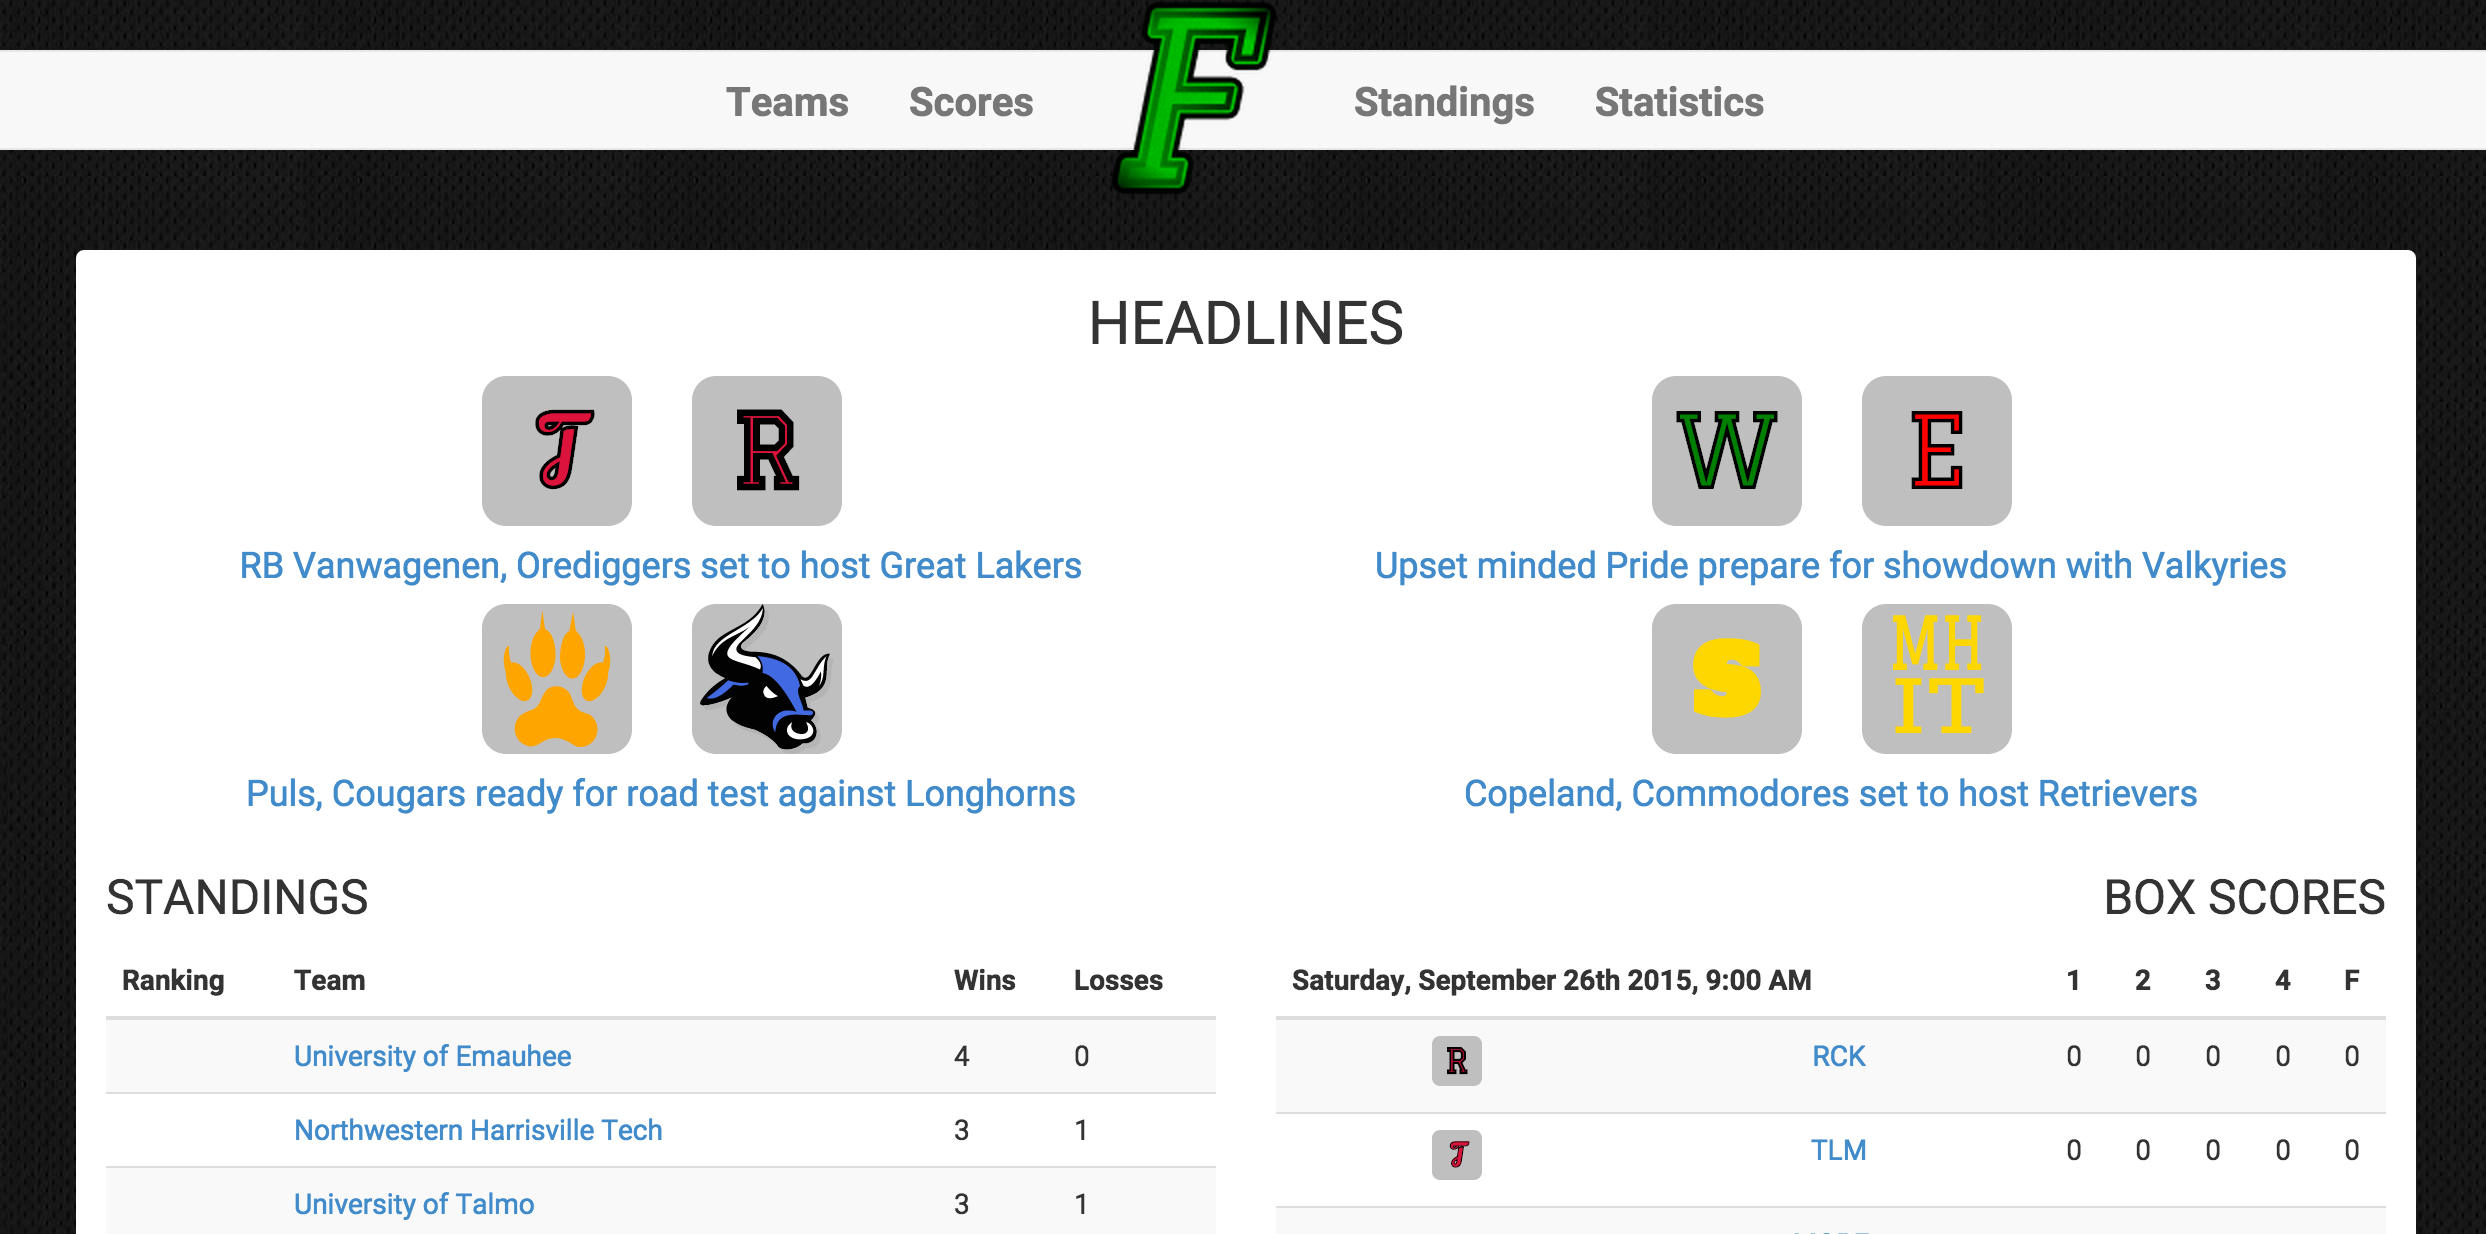 Teams Scores F Standings Statistics
HEADLINES
T R
RB Vanwagenen, Orediggers set to host Great Lakers
W E
Upset minded Pride prepare for showdown with Valkyries
Puls, Cougars ready for road test against Longhorns
S MH
IT
Copeland, Commodores set to host Retrievers
STANDINGS
Ranking Team Wins Losses
University of Emauhee 4 0
Northwestern Harrisville Tech 3 1
University of Talmo 3 1
BOX SCORES
Saturday, September 26th 2015, 9:00 AM 1 2 3 4 F
R RCK 0 0 0 0 0
T TLM 0 0 0 0 0